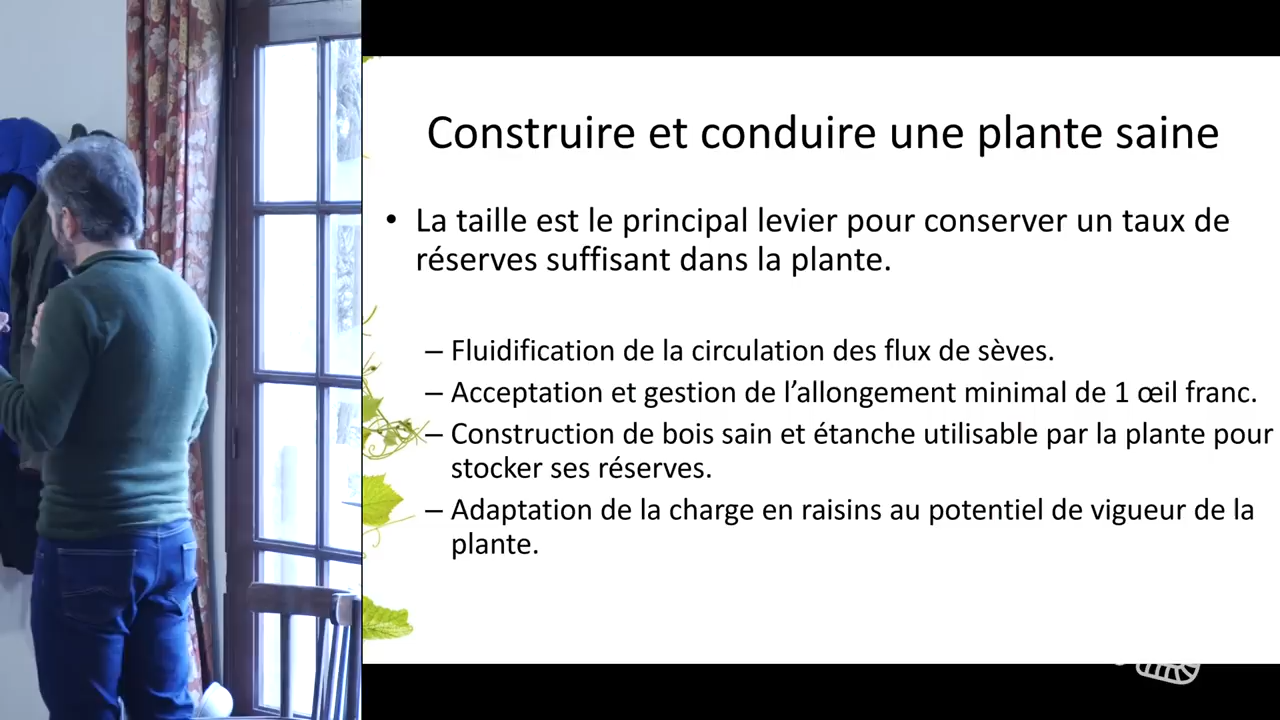 Construire et conduire une plante saine
• La taille est le principal levier pour conserver un taux de
réserves suffisant dans la plante.
– Fluidification de la circulation des flux de sèves.
– Acceptation et gestion de l’allongement minimal de 1 œil franc.
– Construction de bois sain et étanche utilisable par la plante pour
stocker ses réserves.
– Adaptation de la charge en raisins au potentiel de vigueur de la
plante.